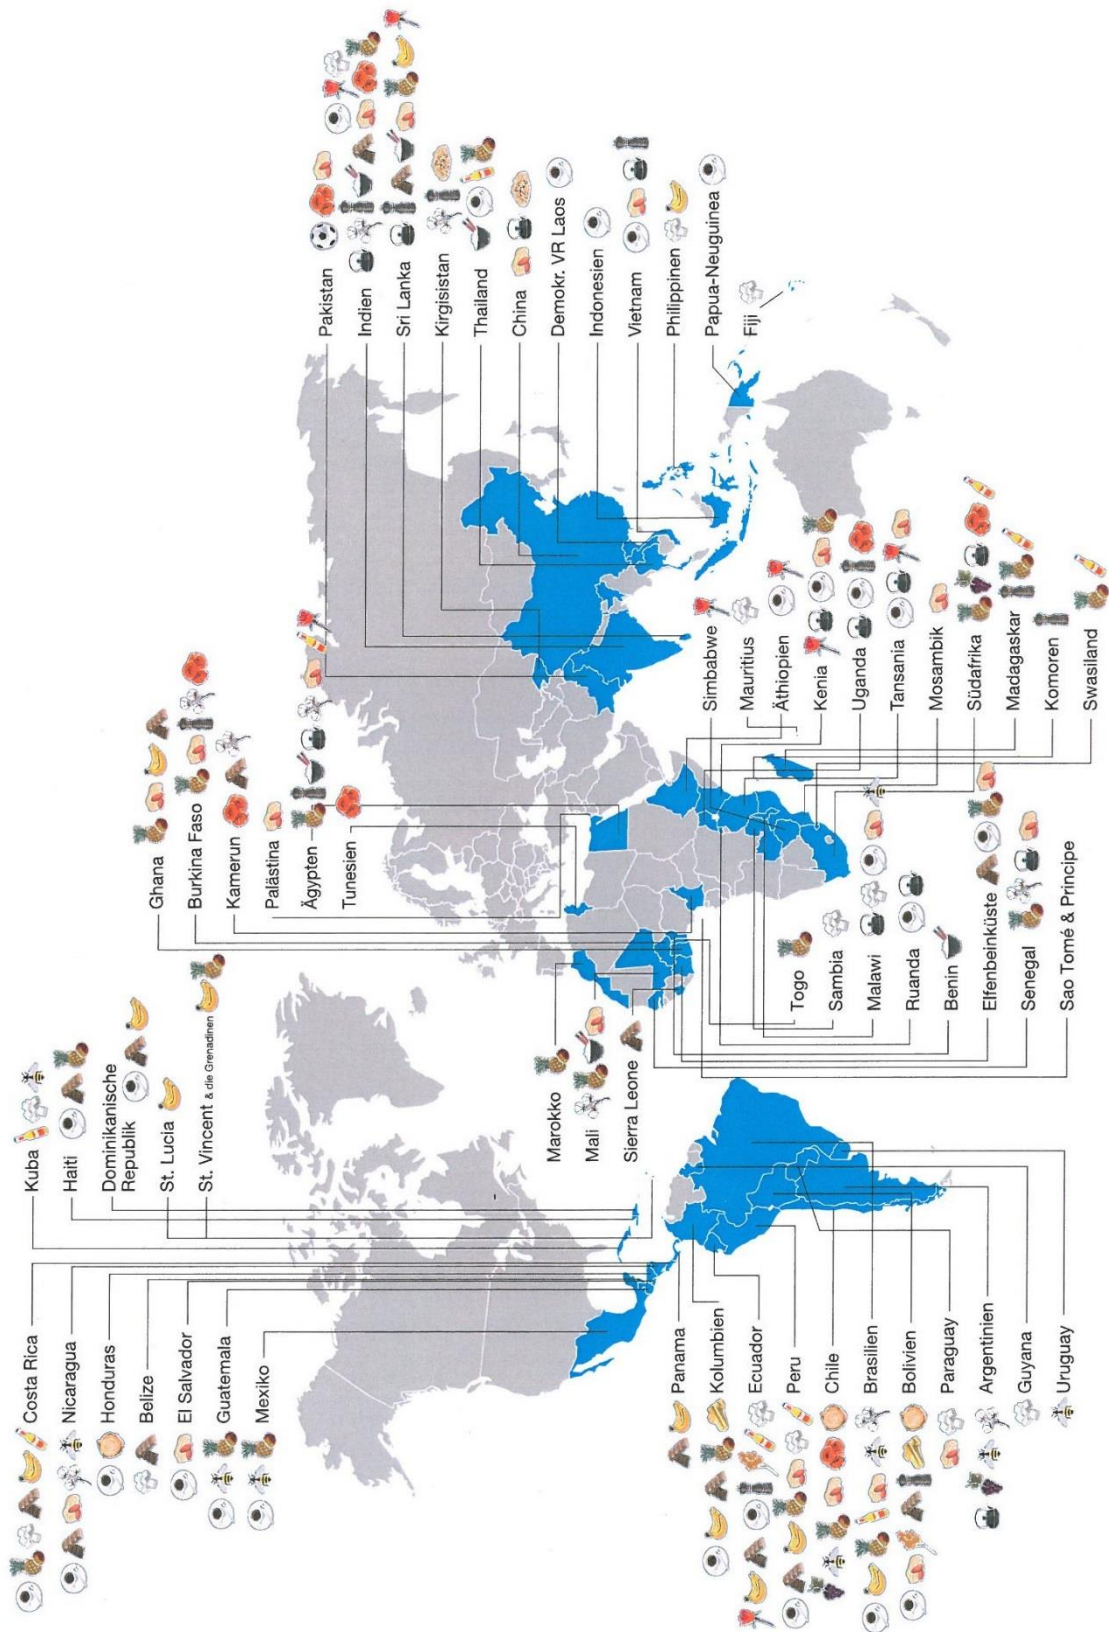 Costa Rica
Nicaragua
Honduras
Belize
El Salvador
Guatemala
Mexiko
Kuba
Haiti
Dominikanische
Republik
St. Lucia
St. Vincent & die Grenadinen
Ghana
Burkina Faso
Kamerun
Palästina
Ägypten
Tunesien
Pakistan
Indien
Sri Lanka
Kirgisistan
Thailand
China
Demokr. VR Laos
Indonesien
Vietnam
Philippinen
Papua-Neuguinea
Fiji
Marokko
Mali
Sierra Leone
Panama
Kolumbien
Ecuador
Peru
Chile
Brasilien
Bolivien
Paraguay
Argentinien
Guyana
Uruguay
Togo
Sambia
Malawi
Ruanda
Benin
Elfenbeinküste
Senegal
Sao Tomé & Principe
Simbabwe
Mauritius
Äthiopien
Kenia
Uganda
Tansania
Mosambik
Südafrika
Madagaskar
Komoren
Swasiland